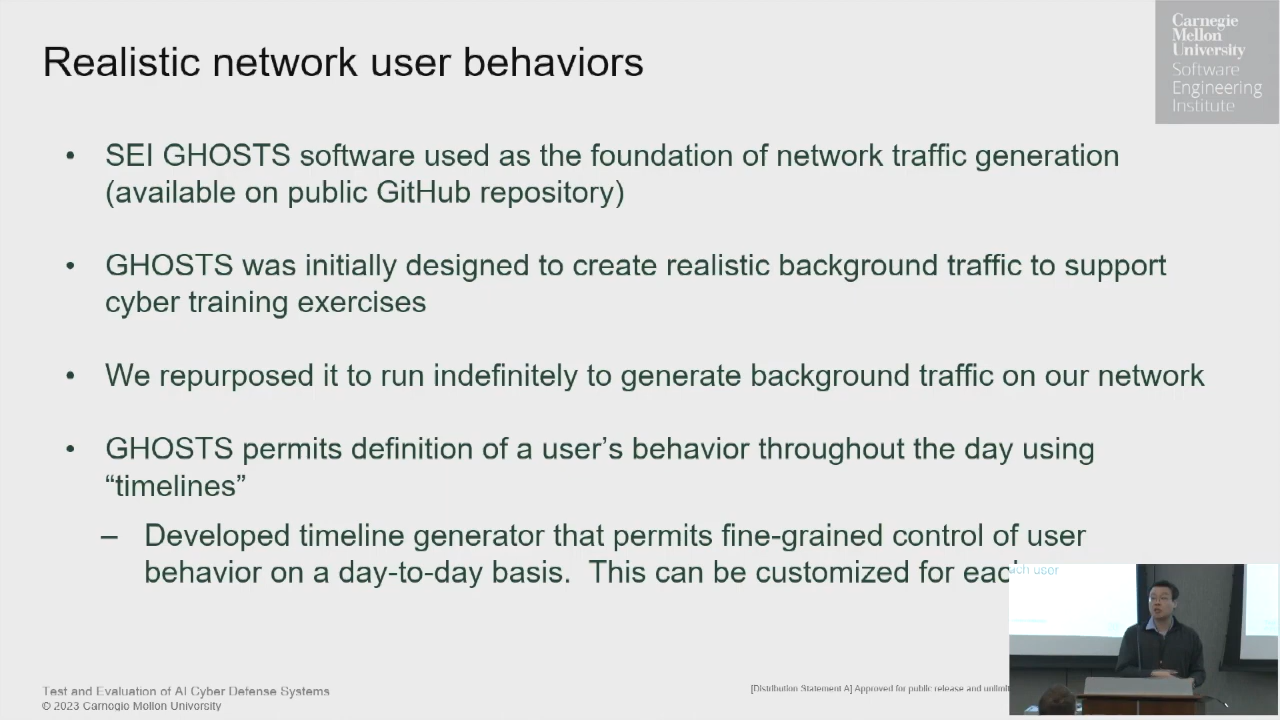 Realistic network user behaviors
Carnegie
Mellon
University
Software
Engineering
Institute
• SEI GHOSTS software used as the foundation of network traffic generation
(available on public GitHub repository)
• GHOSTS was initially designed to create realistic background traffic to support
cyber training exercises
• We repurposed it to run indefinitely to generate background traffic on our network
• GHOSTS permits definition of a user’s behavior throughout the day using
“timelines”
– Developed timeline generator that permits fine-grained control of user
behavior on a day-to-day basis.  This can be customized for eac
ach user
Test and Evaluation of AI Cyber Defense Systems
© 2023 Carnegie Mellon University
[Distribution Statement A] Approved for public release and unlimit